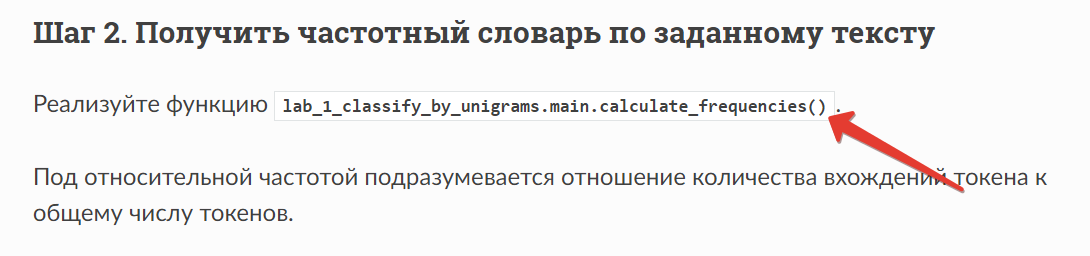 Шаг 2. Получить частотный словарь по заданному тексту
Реализуйте функцию lab_1_classify_by_unigrams.main.calculate_frequencies() .
Под относительной частотой подразумевается отношение количества вхождений токена к
общему числу токенов.